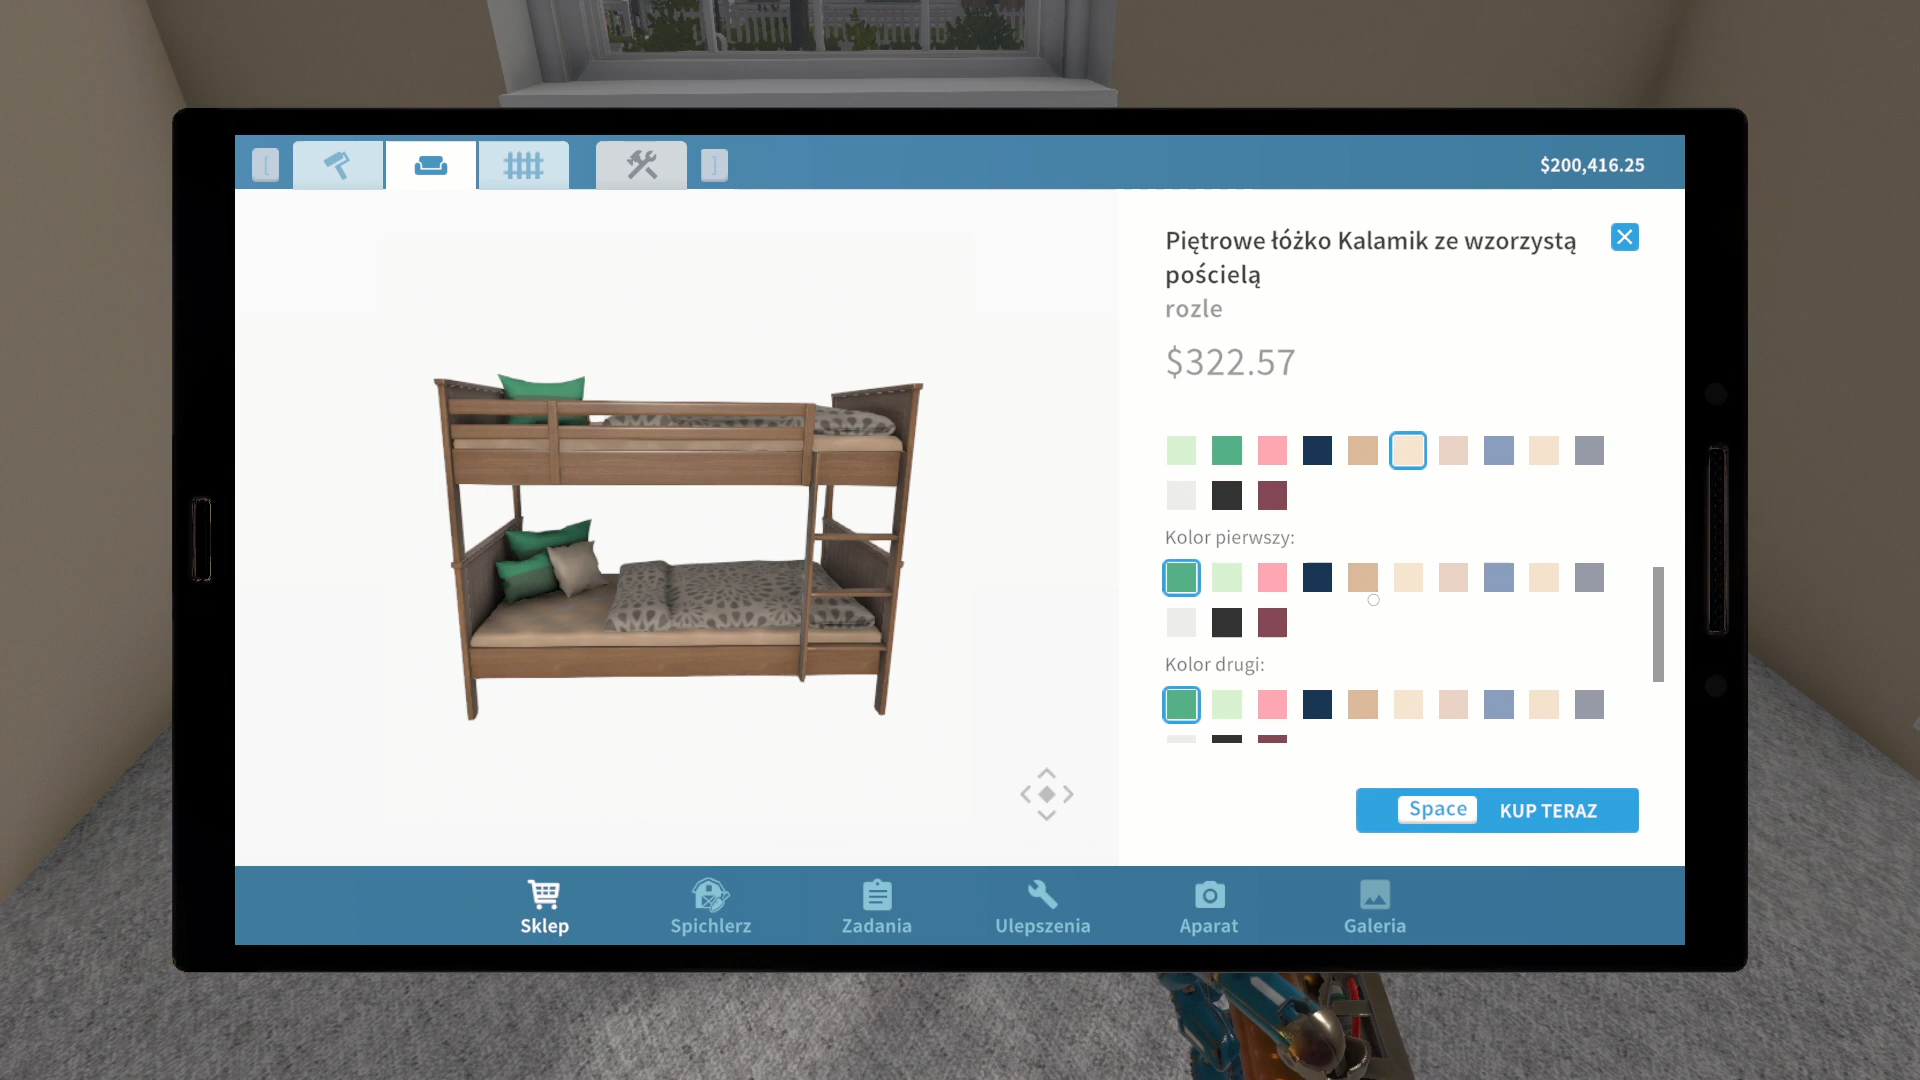 [
]
$200,416.25
Piętrowe łóżko Kalamik ze wzorzystą
pościelą
rozle
$322.57
Kolor pierwszy:
Kolor drugi:
Space KUP TERAZ
Sklep
Spichlerz
Zadania
Ulepszenia
Aparat
Galeria